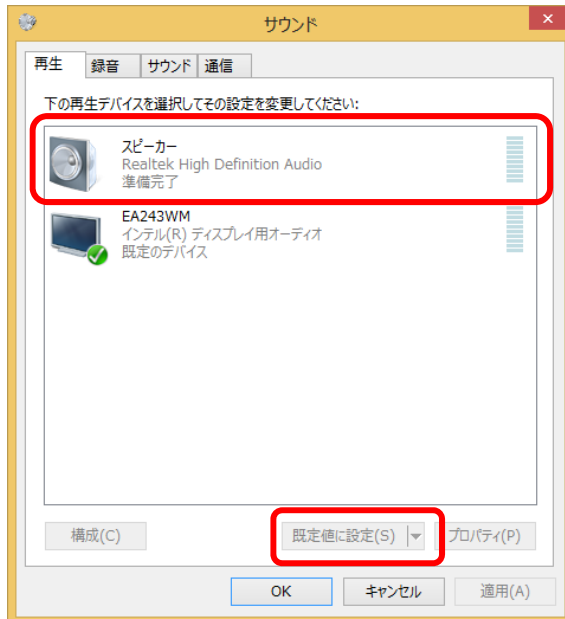 サウンド
再生 録音 サウンド 通信
下の再生デバイスを選択してその設定を変更してください:
スピーカー
Realtek High Definition Audio
準備完了
EA243WM
インテル(R) ディスプレイ用オーディオ
既定のデバイス
構成(C) 既定値に設定(S) プロパティ(P)
OK キャンセル 適用(A)